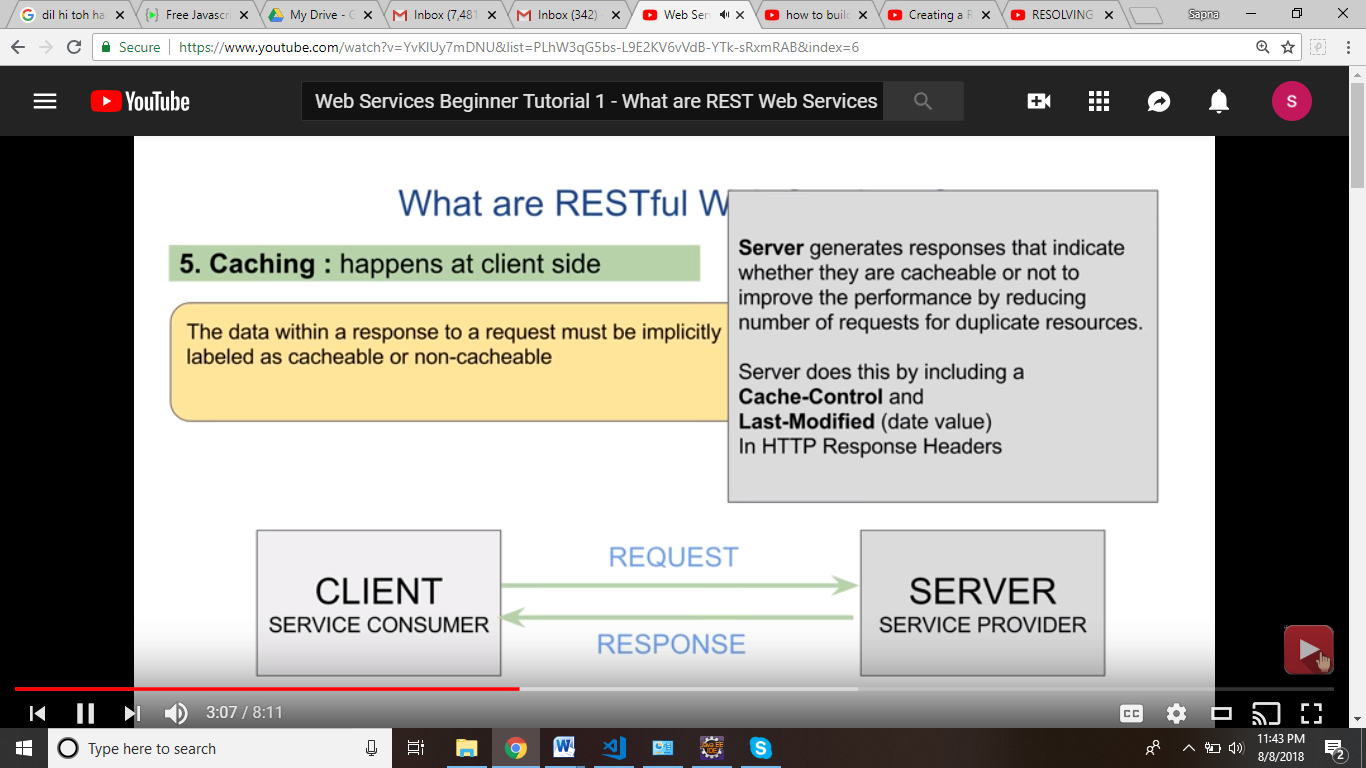 dil hi toh ha
Free Javascr
My Drive - G
Inbox (7,481
Inbox (342)
Web Ser
how to build
Creating a R
RESOLVING
Sapna
Secure
https://www.youtube.com/watch?v=YvKlUy7mDNU&list=PLhW3qG5bs-L9E2KV6vVdB-YTk-sRxmRAB&index=6
YouTube
Web Services Beginner Tutorial 1 - What are REST Web Services
S
What are RESTful W
5. Caching : happens at client side
The data within a response to a request must be implicitly
labeled as cacheable or non-cacheable
Server generates responses that indicate
whether they are cacheable or not to
improve the performance by reducing
number of requests for duplicate resources.
Server does this by including a
Cache-Control and
Last-Modified (date value)
In HTTP Response Headers
CLIENT
SERVICE CONSUMER
REQUEST
RESPONSE
SERVER
SERVICE PROVIDER
3:07 / 8:11
CC
Type here to search
11:43 PM
8/8/2018
2